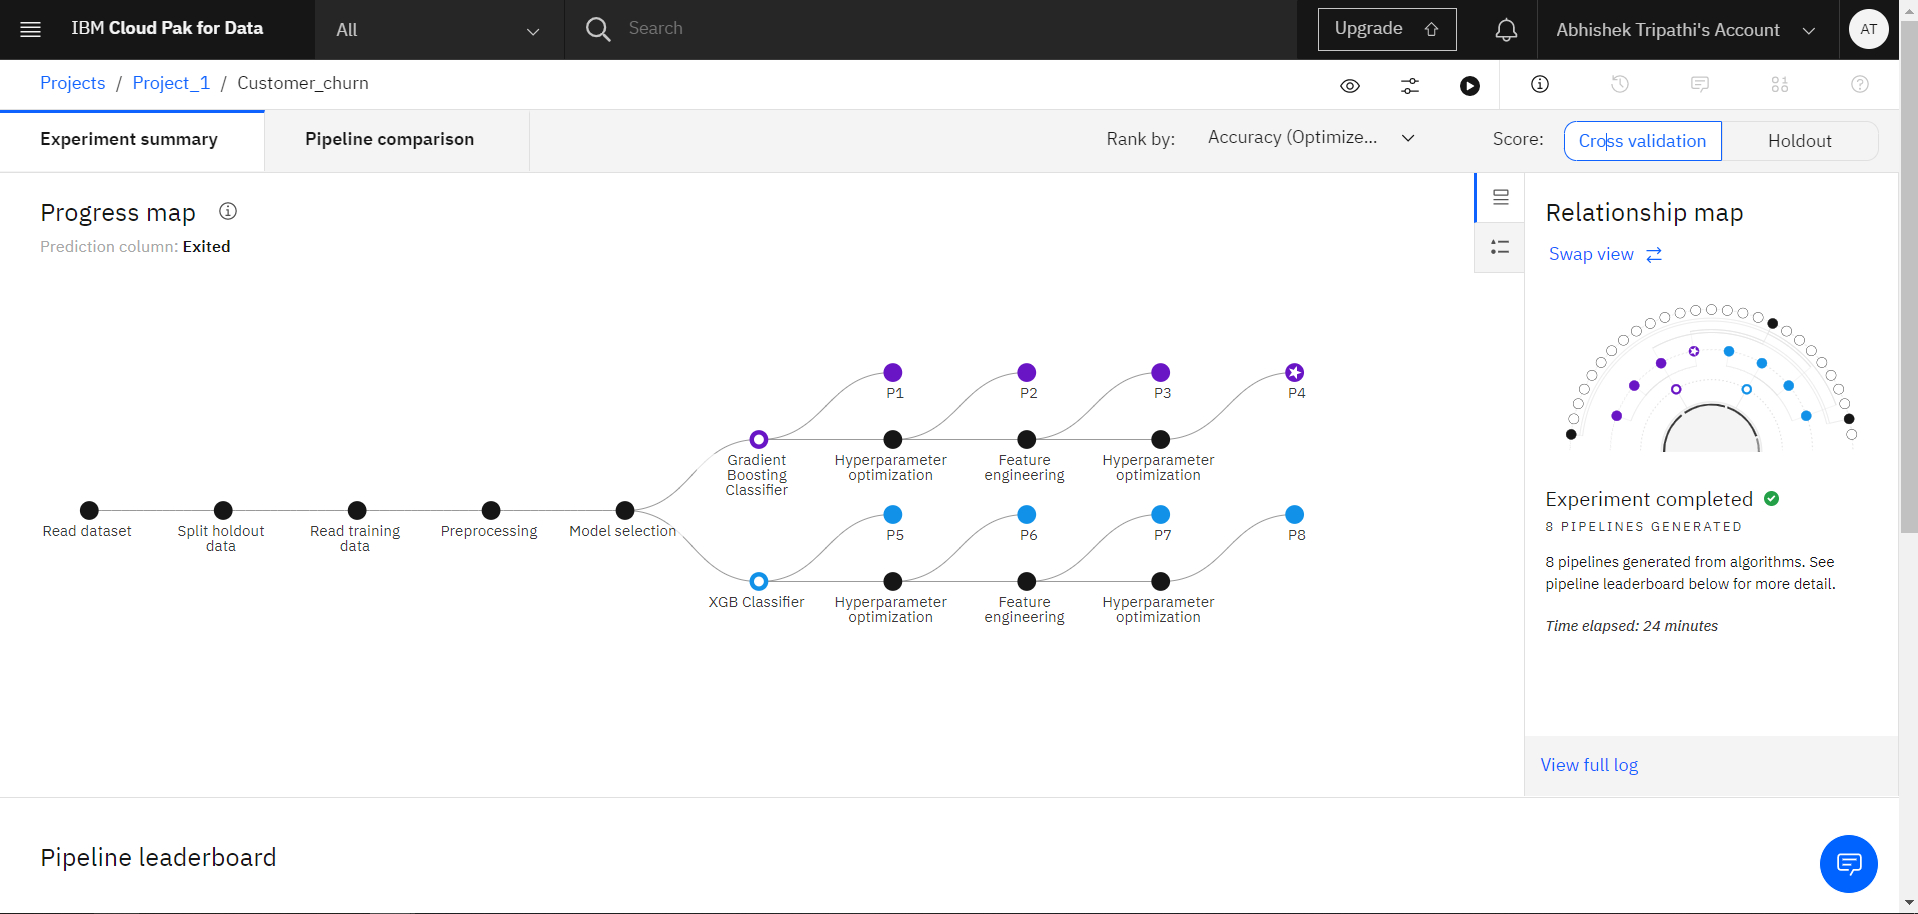 IBM Cloud Pak for Data
All
Search
Upgrade
Abhishek Tripathi's Account
AT
Projects / Project_1 / Customer_churn
Experiment summary
Pipeline comparison
Rank by:
Accuracy (Optimize...
Score:
Cross validation
Holdout
Progress map
Prediction column: Exited
P1
P2
P3
P4
Gradient
Boosting
Classifier
Hyperparameter
optimization
Feature
engineering
Hyperparameter
optimization
Read dataset
Split holdout
data
Read training
data
Preprocessing
Model selection
P5
P6
P7
P8
XGB Classifier
Hyperparameter
optimization
Feature
engineering
Hyperparameter
optimization
Relationship map
Swap view
Experiment completed
8 PIPELINES GENERATED
8 pipelines generated from algorithms. See
pipeline leaderboard below for more detail.
Time elapsed: 24 minutes
View full log
Pipeline leaderboard